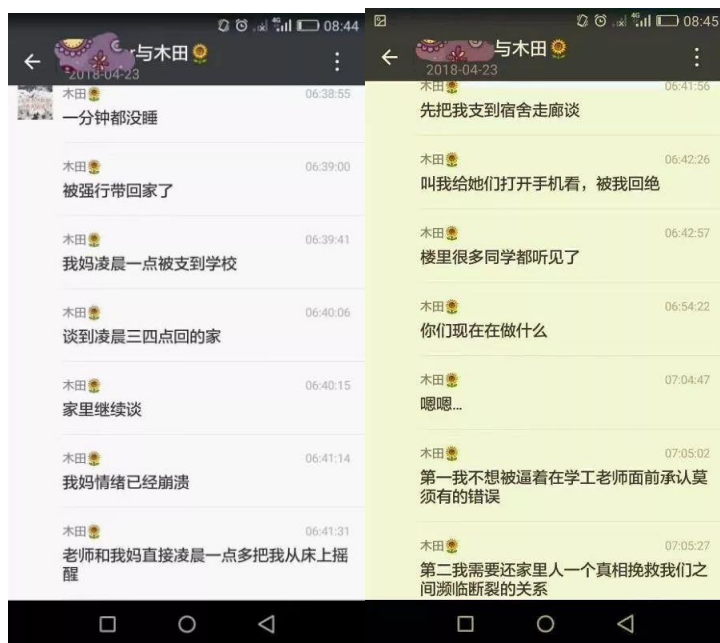 4G 08:44
与木田🌻
2018-04-23
木田🌻 06:38:55
一分钟都没睡
木田🌻 06:39:00
被强行带回家了
木田🌻 06:39:41
我妈凌晨一点被支到学校
木田🌻 06:40:06
谈到凌晨三四点回的家
木田🌻 06:40:15
家里继续谈
木田🌻 06:41:14
我妈情绪已经崩溃
木田🌻 06:41:31
老师和我妈直接凌晨一点多把我从床上摇
醒
4G 08:45
与木田🌻
2018-04-23
木田🌻 06:41:56
先把我支到宿舍走廊谈
木田🌻 06:42:26
叫我给她们打开手机看，被我回绝
木田🌻 06:42:57
楼里很多同学都听见了
木田🌻 06:54:22
你们现在在做什么
木田🌻 07:04:47
嗯嗯...
木田🌻 07:05:02
第一我不想被逼着在学工老师面前承认莫
须有的错误
木田🌻 07:05:27
第二我需要还家里人一个真相挽救我们之
间濒临断裂的关系